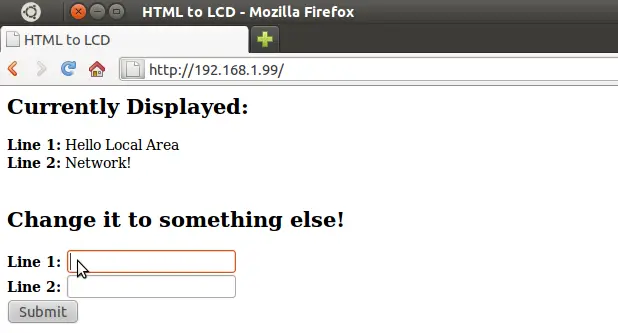 HTML to LCD - Mozilla Firefox
HTML to LCD
http://192.168.1.99/
Currently Displayed:
Line 1: Hello Local Area
Line 2: Network!
Change it to something else!
Line 1:
Line 2:
Submit